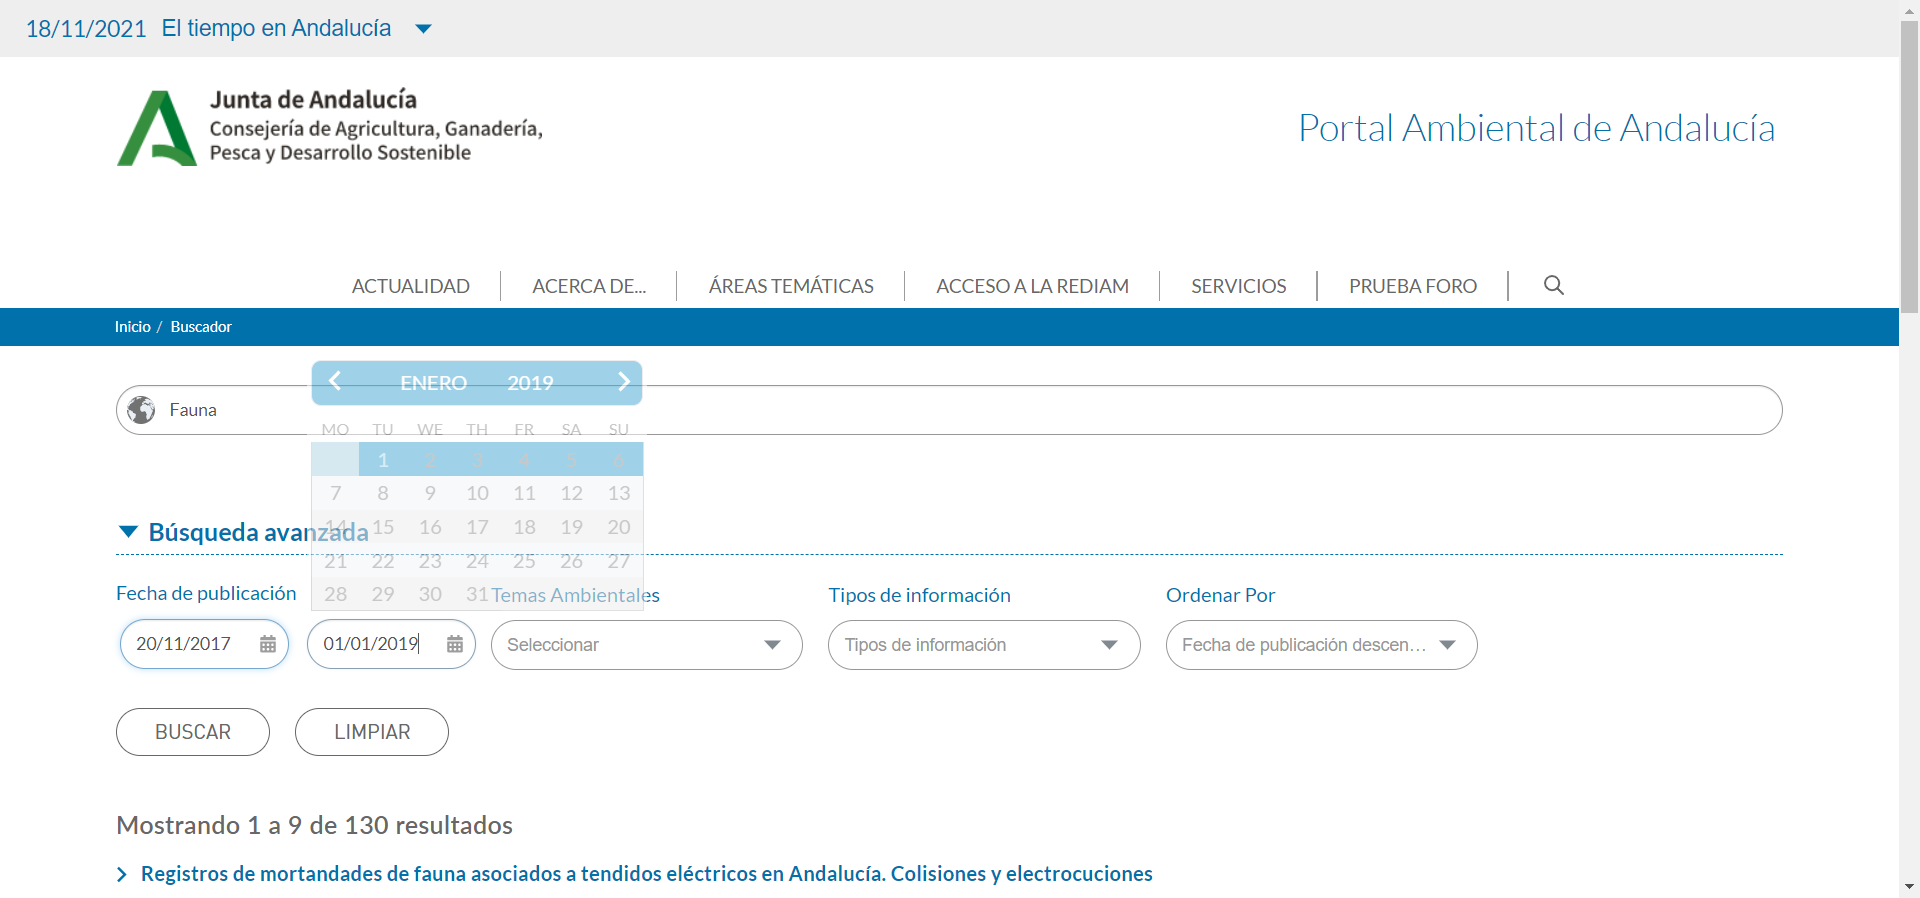 18/11/2021 El tiempo en Andalucía
Junta de Andalucía
Consejería de Agricultura, Ganadería,
Pesca y Desarrollo Sostenible
Portal Ambiental de Andalucía
ACTUALIDAD ACERCA DE... ÁREAS TEMÁTICAS ACCESO A LA REDIAM SERVICIOS PRUEBA FORO
Inicio / Buscador
Fauna
ENERO 2019
MO TU WE TH FR SA SU
1 2 3 4 5 6
7 8 9 10 11 12 13
14 15 16 17 18 19 20
21 22 23 24 25 26 27
28 29 30 31
Búsqueda avanzada
Fecha de publicación Temas Ambientales Tipos de información Ordenar Por
20/11/2017 01/01/2019 Seleccionar Tipos de información Fecha de publicación descen...
BUSCAR LIMPIAR
Mostrando 1 a 9 de 130 resultados
Registros de mortandades de fauna asociados a tendidos eléctricos en Andalucía. Colisiones y electrocuciones